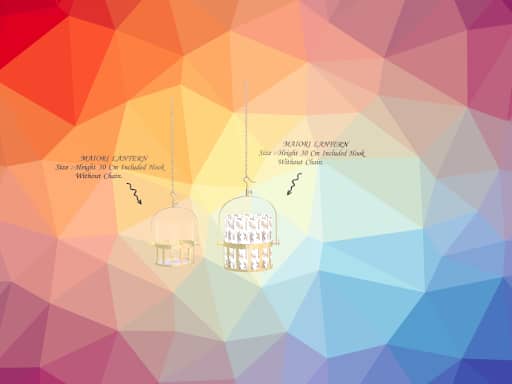 MAIORI LANTERN
Size : Height 30 Cm Included Hook
Without Chain
MAIORI LANTERN
Size : Height 30 Cm Included Hook
Without Chain